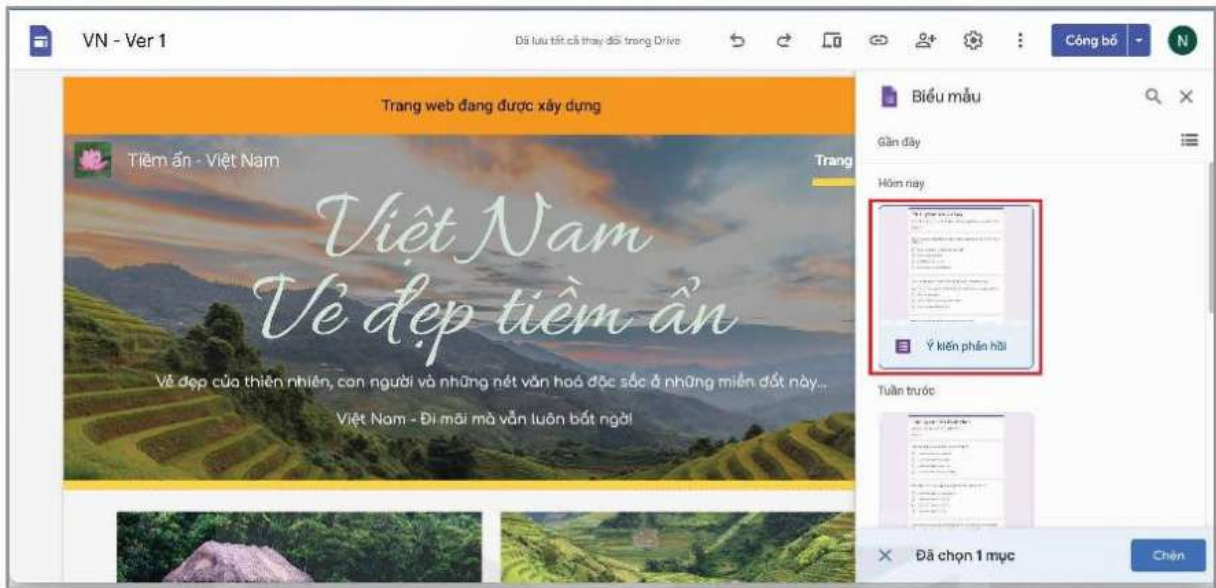 VN - Ver 1
Đã lưu tất cả thay đổi trong Drive
Công bố
N
Trang web đang được xây dựng
Tiềm ẩn - Việt Nam
Trang
Việt Nam
Vẻ đẹp tiềm ẩn
Vẻ đẹp của thiên nhiên, con người và những nét văn hoá độc sắc ở những miền đất này...
Việt Nam - Đi mãi mà vẫn luôn bất ngờ!
Biểu mẫu
Gần đây
Hôm nay
Ý kiến phản hồi
Tuần trước
Đã chọn 1 mục
Chèn